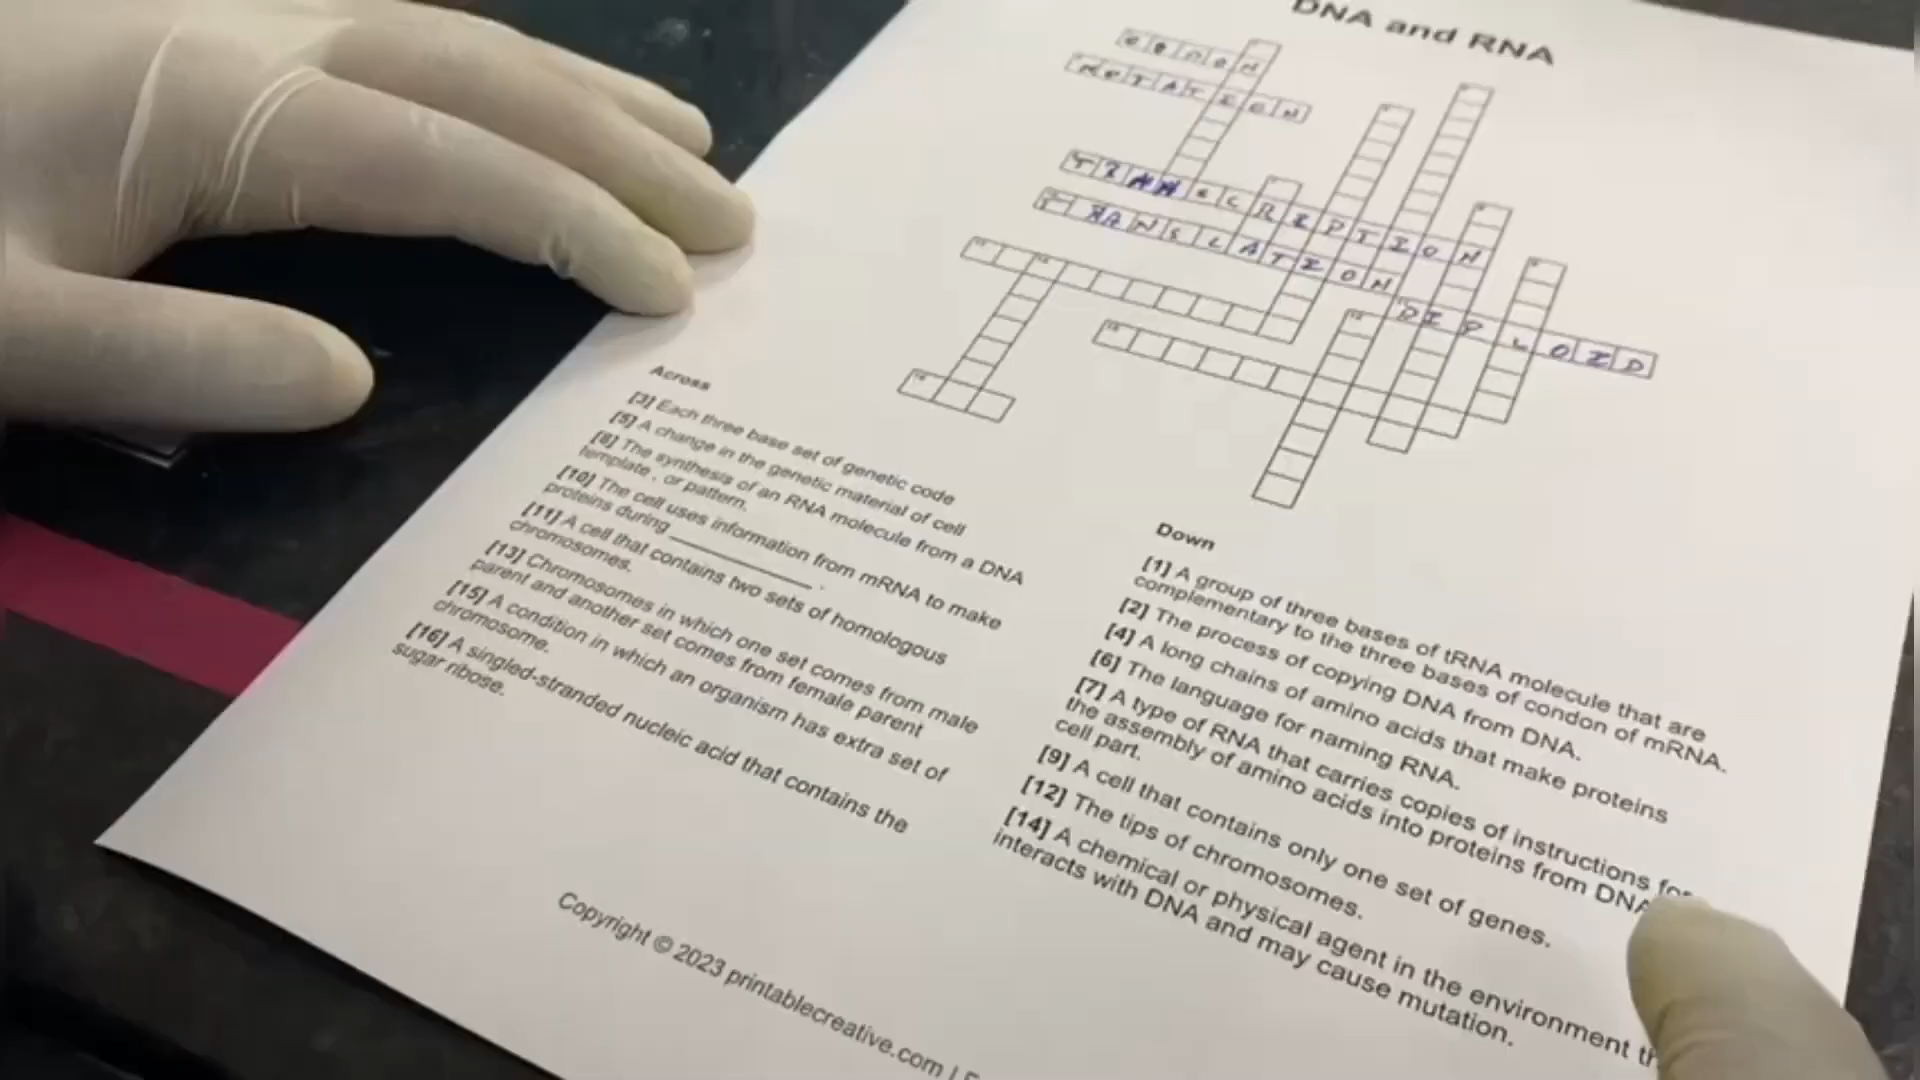 DNA and RNA
CODON
MUTATION
TRANSCRIPTION
TRANSLATION
DIPLOID
Across
[3] Each three base set of genetic code
[5] A change in the genetic material of cell
[8] The synthesis of an RNA molecule from a DNA
template , or pattern.
[10] The cell uses information from mRNA to make
proteins during ____________ .
[11] A cell that contains two sets of homologous
chromosomes.
[13] Chromosomes in which one set comes from male
parent and another set comes from female parent
[15] A condition in which an organism has extra set of
chromosome.
[16] A singled-stranded nucleic acid that contains the
sugar ribose.
Down
[1] A group of three bases of tRNA molecule that are
complementary to the three bases of condon of mRNA.
[2] The process of copying DNA from DNA.
[4] A long chains of amino acids that make proteins
[6] The language for naming RNA.
[7] A type of RNA that carries copies of instructions for
the assembly of amino acids into proteins from DNA
cell part.
[9] A cell that contains only one set of genes.
[12] The tips of chromosomes.
[14] A chemical or physical agent in the environment
interacts with DNA and may cause mutation.
Copyright © 2023 printablecreative.com |